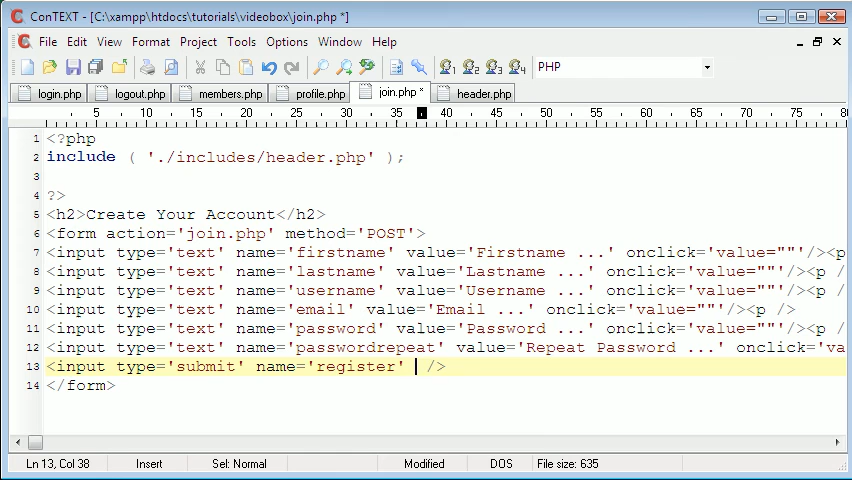 ConTEXT - [C:\xampp\htdocs\tutorials\videobox\join.php *]
File Edit View Format Project Tools Options Window Help
1 2 3 4 PHP
login.php logout.php members.php profile.php join.php * header.php
5 10 15 20 25 30 35 40 45 50 55 60 65 70 75 80
1 <?php
2 include ( './includes/header.php' );
3
4 ?>
5 <h2>Create Your Account</h2>
6 <form action='join.php' method='POST'>
7 <input type='text' name='firstname' value='Firstname ...' onclick='value=""'/><p
8 <input type='text' name='lastname' value='Lastname ...' onclick='value=""'/><p /
9 <input type='text' name='username' value='Username ...' onclick='value=""'/><p /
10 <input type='text' name='email' value='Email ...' onclick='value=""'/><p />
11 <input type='text' name='password' value='Password ...' onclick='value=""'/><p /
12 <input type='text' name='passwordrepeat' value='Repeat Password ...' onclick='va
13 <input type='submit' name='register'  />
14 </form>
Ln 13, Col 38 Insert Sel: Normal Modified DOS File size: 635